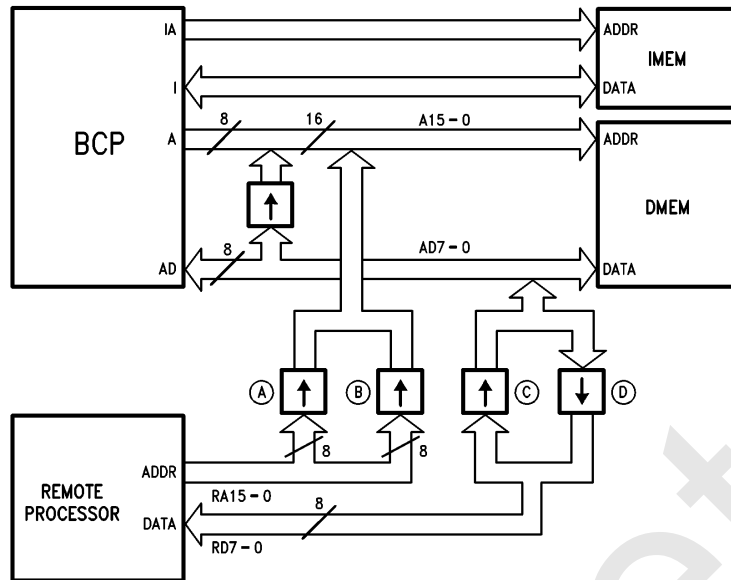 IA
ADDR
IMEM
I
DATA
BCP
8
16
A15-0
A
ADDR
DMEM
8
AD7-0
AD
DATA
A
B
C
D
8
8
ADDR
REMOTE
PROCESSOR
RA15-0
8
DATA
RD7-0